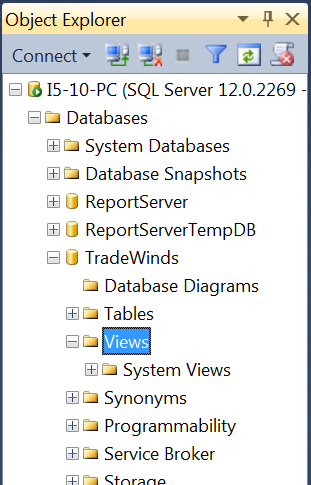 Object Explorer
Connect
I5-10-PC (SQL Server 12.0.2269 -
Databases
System Databases
Database Snapshots
ReportServer
ReportServerTempDB
TradeWinds
Database Diagrams
Tables
Views
System Views
Synonyms
Programmability
Service Broker
Storage